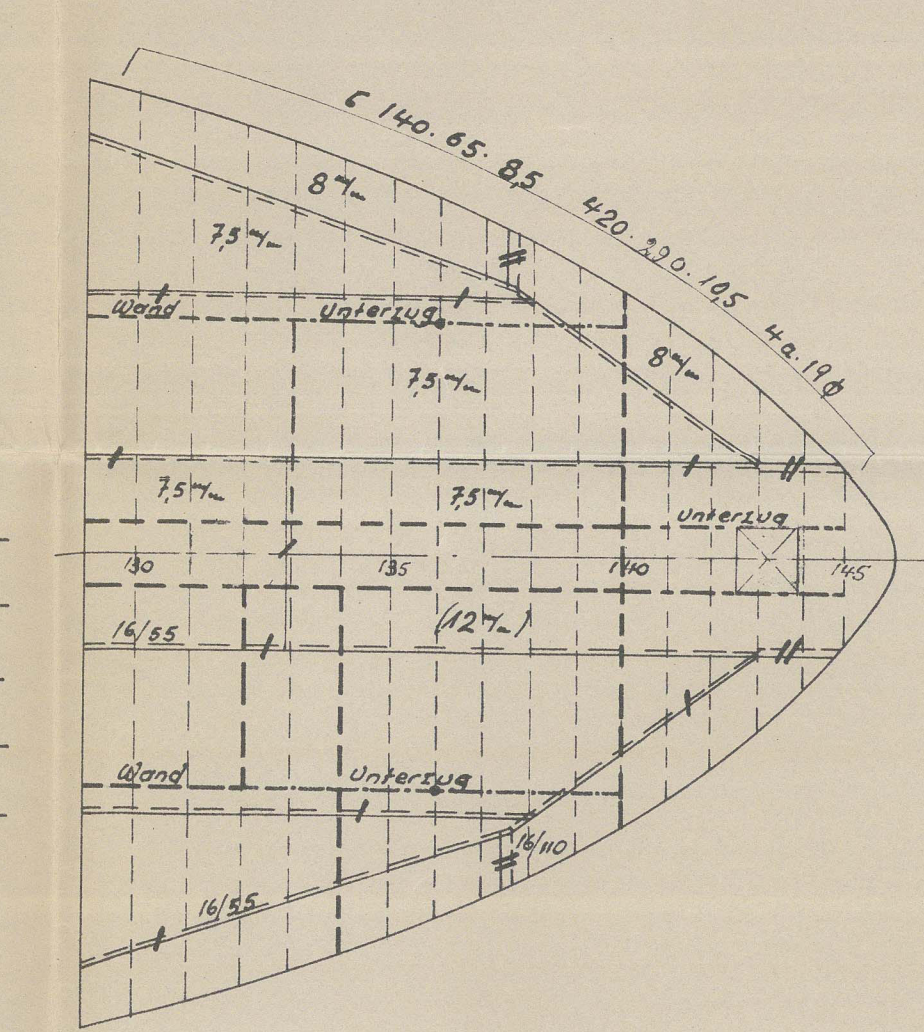 C 140. 65. 8,5   420. 290. 10,5   4a. 19 ϕ
8 m/m
7,5 m/m
Wand   Unterzug
8 m/m
7,5 m/m
7,5 m/m   7,5 m/m
Unterzug
130   135   140   145
(12 m/m)
16/55
Wand   Unterzug
16/110
16/55